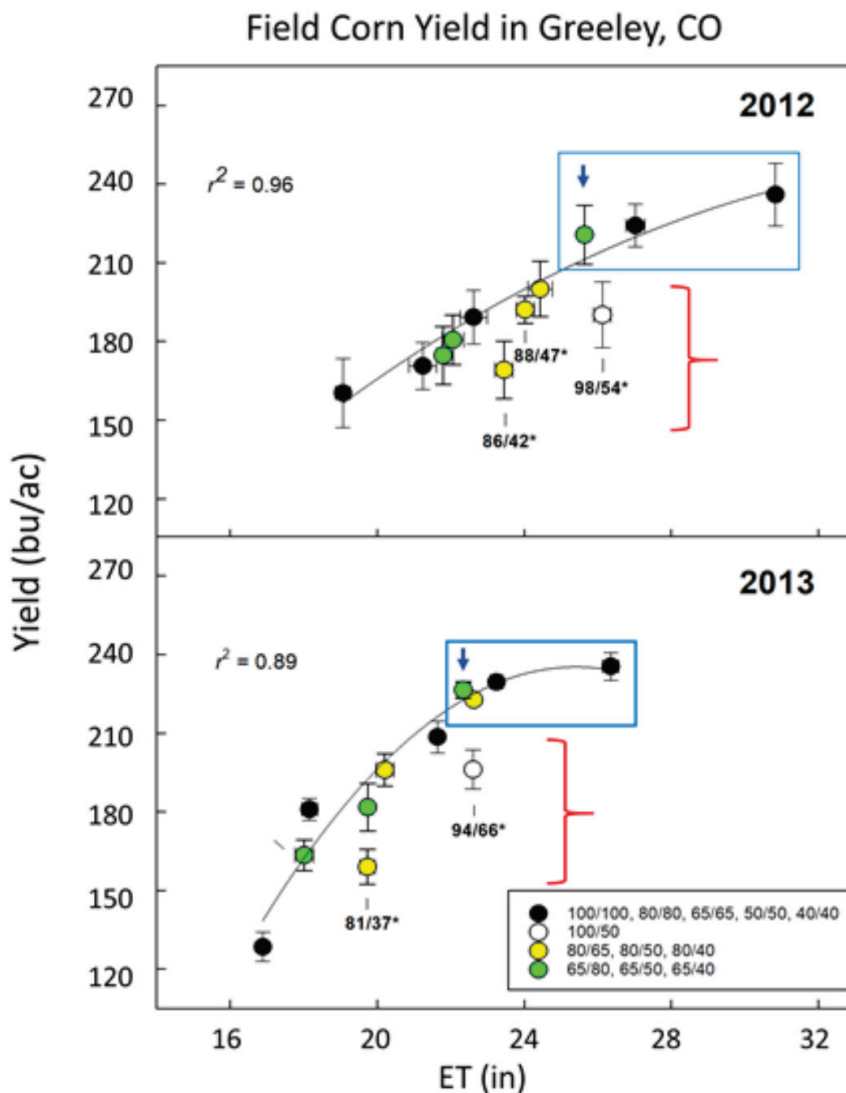 Field Corn Yield in Greeley, CO
2012
270
r² = 0.96
240
210
180
88/47*
98/54*
150
86/42*
120
Yield (bu/ac)
2013
270
r² = 0.89
240
210
180
94/66*
150
81/37*
120
100/100, 80/80, 65/65, 50/50, 40/40
100/50
80/65, 80/50, 80/40
65/80, 65/50, 65/40
16 20 24 28 32
ET (in)